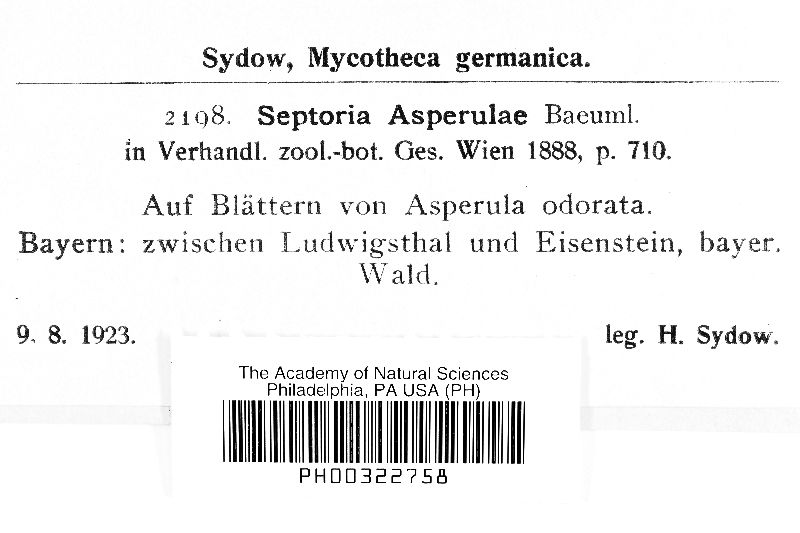 Sydow, Mycotheca germanica.
2198. Septoria Asperulae Baeuml.
in Verhandl. zool.-bot. Ges. Wien 1888, p. 710.
Auf Blättern von Asperula odorata.
Bayern: zwischen Ludwigsthal und Eisenstein, bayer.
Wald.
9. 8. 1923. leg. H. Sydow.
The Academy of Natural Sciences
Philadelphia, PA USA (PH)
PH00322758